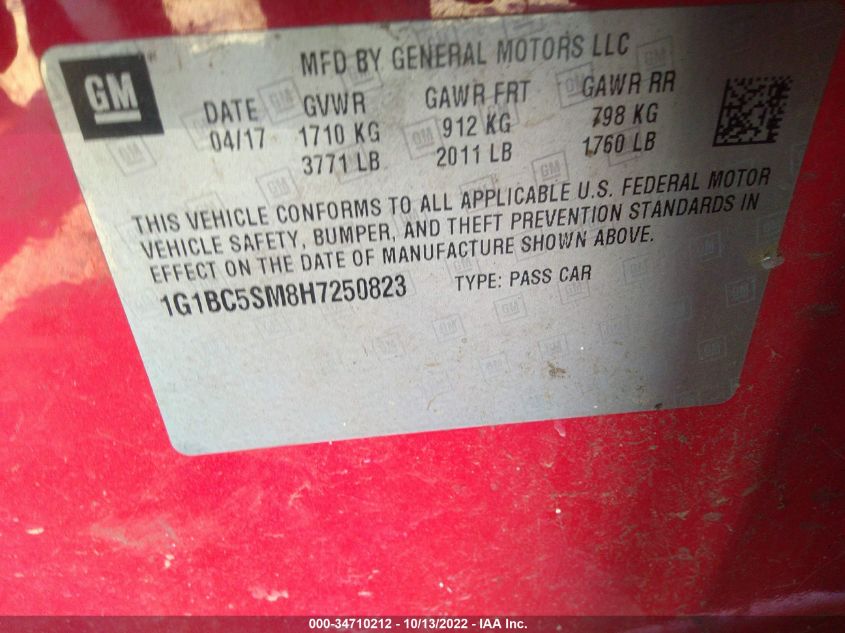 GM
MFD BY GENERAL MOTORS LLC
DATE GVWR GAWR FRT GAWR RR
04/17 1710 KG 912 KG 798 KG
3771 LB 2011 LB 1760 LB
THIS VEHICLE CONFORMS TO ALL APPLICABLE U.S. FEDERAL MOTOR
VEHICLE SAFETY, BUMPER, AND THEFT PREVENTION STANDARDS IN
EFFECT ON THE DATE OF MANUFACTURE SHOWN ABOVE.
1G1BC5SM8H7250823 TYPE: PASS CAR
000-34710212 - 10/13/2022 - IAA Inc.